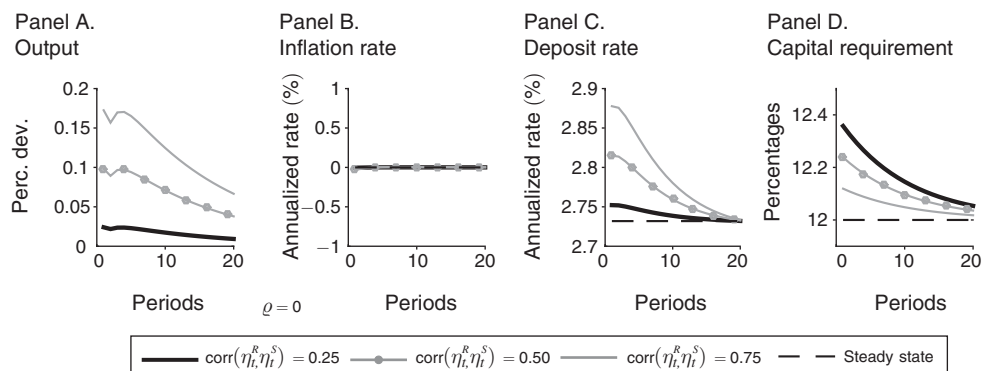 Panel A.
Output
Panel B.
Inflation rate
Panel C.
Deposit rate
Panel D.
Capital requirement
Perc. dev.
0.2
0.15
0.1
0.05
0
0 10 20
Periods
Annualized rate (%)
1
0.5
0
−0.5
−1
0 10 20
Periods
Annualized rate (%)
2.9
2.85
2.8
2.75
2.7
0 10 20
Periods
Percentages
12.4
12.2
12
0 10 20
Periods
ϱ = 0
corr(η_t^R, η_t^S) = 0.25
corr(η_t^R, η_t^S) = 0.50
corr(η_t^R, η_t^S) = 0.75
Steady state